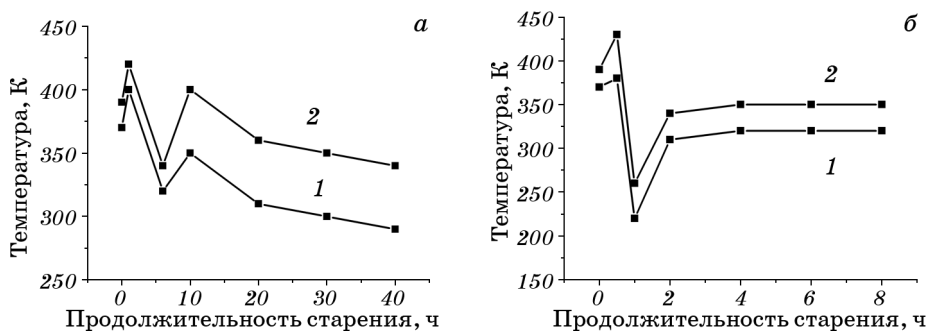 а
450
400
350
300
250
Температура, К
2
1
0 10 20 30 40
Продолжительность старения, ч
б
450
400
350
300
250
200
150
Температура, К
2
1
0 2 4 6 8
Продолжительность старения, ч